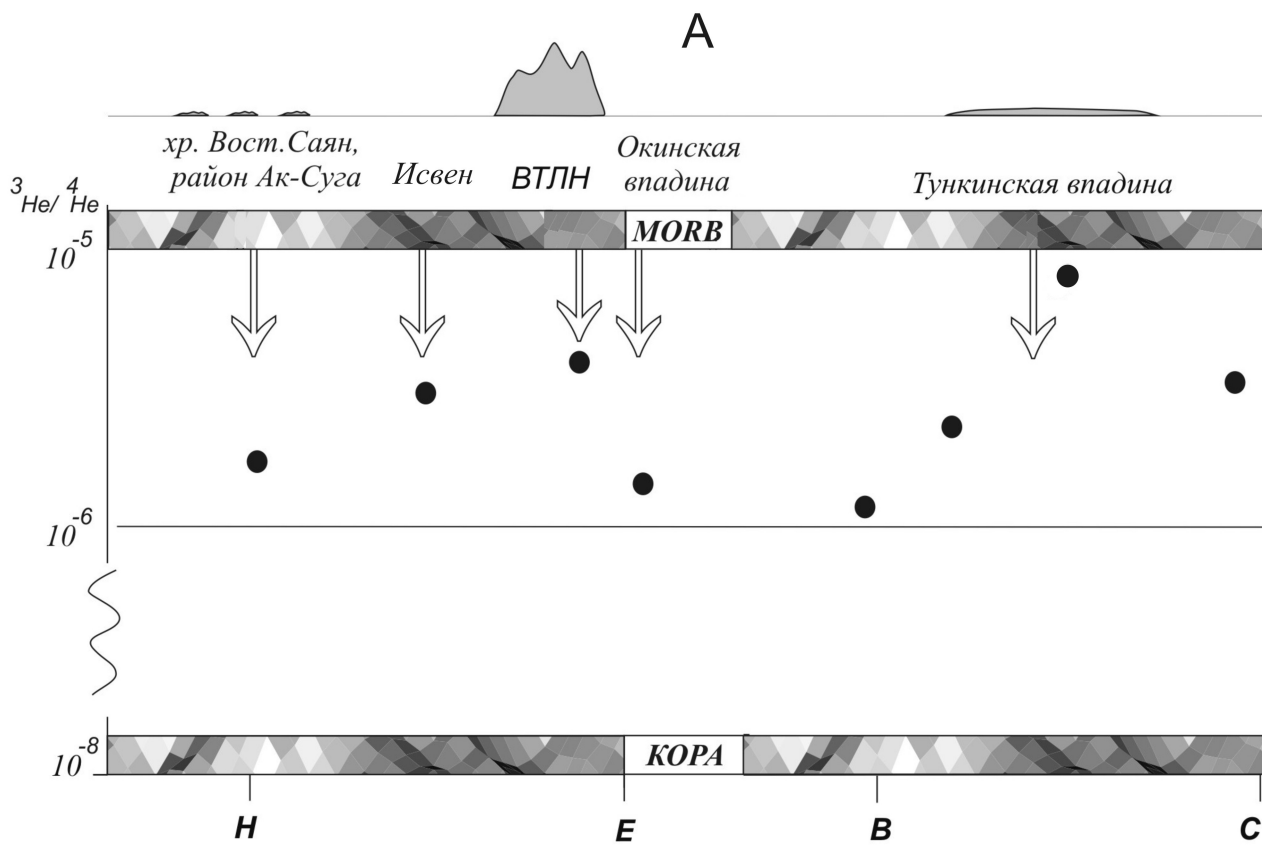 A
хр. Вост.Саян,
район Ак-Суга
Исвен
ВТЛН
Окинская
впадина
Тункинская впадина
³He/ ⁴He
MORB
10⁻⁵
10⁻⁶
10⁻⁸
КОРА
H
E
B
C